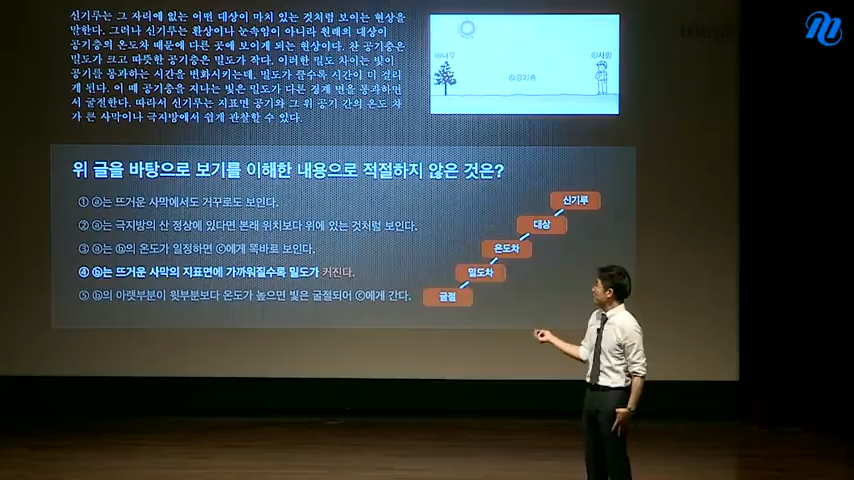 신기루는 그 자리에 없는 어떤 대상이 마치 있는 것처럼 보이는 현상을
말한다. 그러나 신기루는 환상이나 눈속임이 아니라 원래의 대상이
공기층의 온도차 때문에 다른 곳에 보이게 되는 현상이다. 찬 공기층은
밀도가 크고 따뜻한 공기층은 밀도가 작다. 이러한 밀도 차이는 빛이
공기를 통과하는 시간을 변화시키는데, 밀도가 클수록 시간이 더 걸리
게 된다. 이 때 공기층을 지나는 빛은 밀도가 다른 경계 면을 통과하면
서 굴절한다. 따라서 신기루는 지표면 공기와 그 위 공기 간의 온도 차
가 큰 사막이나 극지방에서 쉽게 관찰할 수 있다.
ⓐ나무
ⓒ사람
ⓑ공기층
위 글을 바탕으로 보기를 이해한 내용으로 적절하지 않은 것은?
① ⓐ는 뜨거운 사막에서도 거꾸로도 보인다.
② ⓐ는 극지방의 산 정상에 있다면 본래 위치보다 위에 있는 것처럼 보인다.
③ ⓐ는 ⓑ의 온도가 일정하면 ⓒ에게 똑바로 보인다.
④ ⓑ는 뜨거운 사막의 지표면에 가까워질수록 밀도가 커진다.
⑤ ⓑ의 아랫부분이 윗부분보다 온도가 높으면 빛은 굴절되어 ⓒ에게 간다.
신기루
대상
온도차
밀도차
굴절